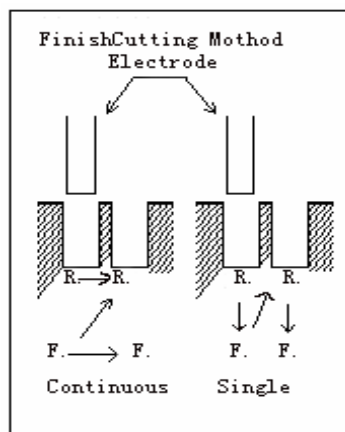 FinishCutting Mothod
Electrode
R. R. R. R.
F. F. F. F.
Continuous Single